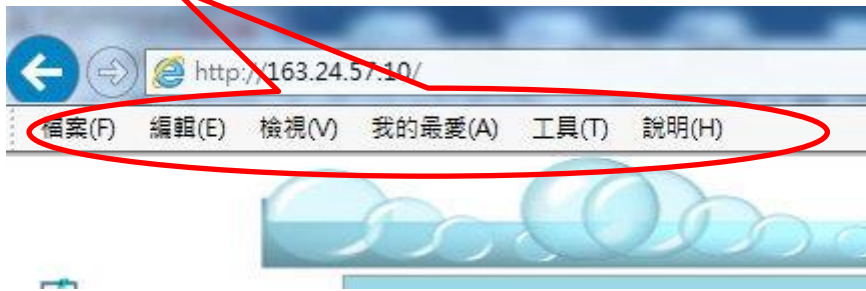 http://163.24.57.10/
檔案(F) 編輯(E) 檢視(V) 我的最愛(A) 工具(T) 說明(H)